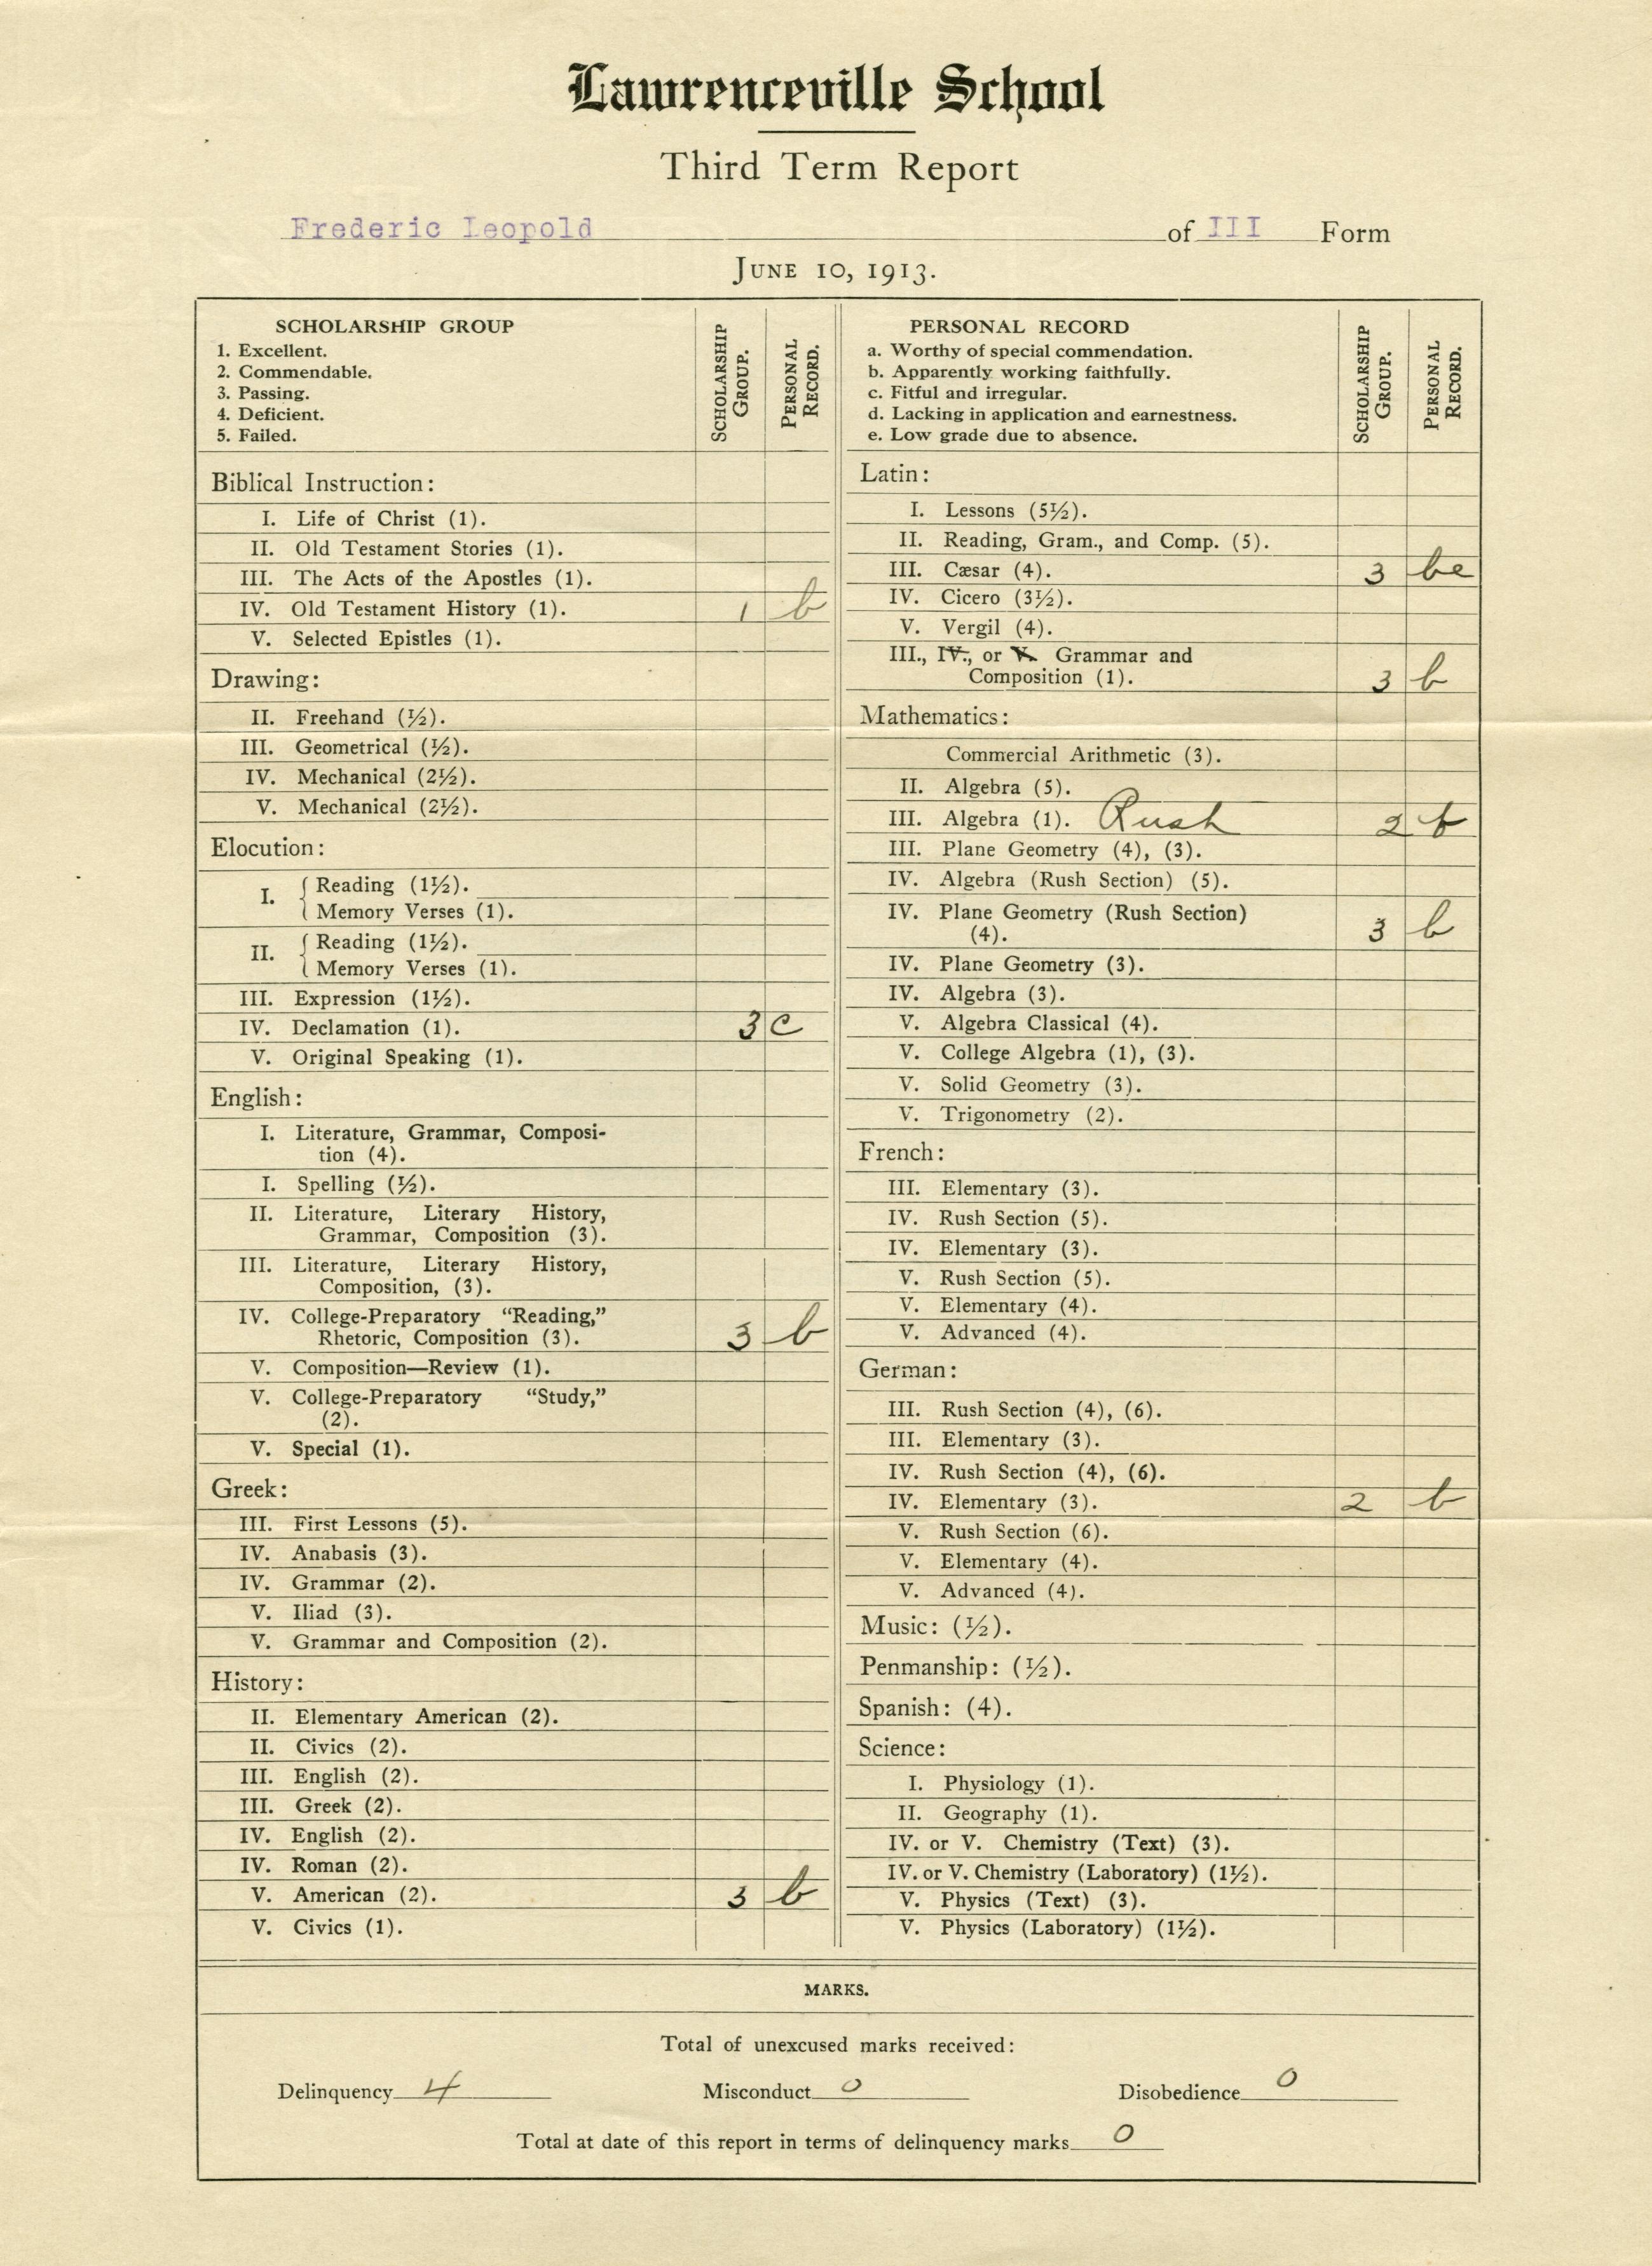 Lawrenceville School
Third Term Report
Frederic Leopold of III Form
JUNE 10, 1913.
SCHOLARSHIP GROUP
1. Excellent.
2. Commendable.
3. Passing.
4. Deficient.
5. Failed.
SCHOLARSHIP GROUP.
PERSONAL RECORD.
Biblical Instruction:
I. Life of Christ (1).
II. Old Testament Stories (1).
III. The Acts of the Apostles (1).
IV. Old Testament History (1). 1 b
V. Selected Epistles (1).
Drawing:
II. Freehand (½).
III. Geometrical (½).
IV. Mechanical (2½).
V. Mechanical (2½).
Elocution:
I. { Reading (1½).
Memory Verses (1).
II. { Reading (1½).
Memory Verses (1).
III. Expression (1½).
IV. Declamation (1). 3 c
V. Original Speaking (1).
English:
I. Literature, Grammar, Composi-
tion (4).
I. Spelling (½).
II. Literature, Literary History,
Grammar, Composition (3).
III. Literature, Literary History,
Composition, (3).
IV. College-Preparatory “Reading,”
Rhetoric, Composition (3). 3 b
V. Composition—Review (1).
V. College-Preparatory “Study,”
(2).
V. Special (1).
Greek:
III. First Lessons (5).
IV. Anabasis (3).
IV. Grammar (2).
V. Iliad (3).
V. Grammar and Composition (2).
History:
II. Elementary American (2).
II. Civics (2).
III. English (2).
III. Greek (2).
IV. English (2).
IV. Roman (2).
V. American (2). 3 b
V. Civics (1).
PERSONAL RECORD
a. Worthy of special commendation.
b. Apparently working faithfully.
c. Fitful and irregular.
d. Lacking in application and earnestness.
e. Low grade due to absence.
SCHOLARSHIP GROUP.
PERSONAL RECORD.
Latin:
I. Lessons (5½).
II. Reading, Gram., and Comp. (5).
III. Cæsar (4). 3 be
IV. Cicero (3½).
V. Vergil (4).
III., IV., or V. Grammar and
Composition (1). 3 b
Mathematics:
Commercial Arithmetic (3).
II. Algebra (5).
III. Algebra (1). Rush 2 b
III. Plane Geometry (4), (3).
IV. Algebra (Rush Section) (5).
IV. Plane Geometry (Rush Section)
(4). 3 b
IV. Plane Geometry (3).
IV. Algebra (3).
V. Algebra Classical (4).
V. College Algebra (1), (3).
V. Solid Geometry (3).
V. Trigonometry (2).
French:
III. Elementary (3).
IV. Rush Section (5).
IV. Elementary (3).
V. Rush Section (5).
V. Elementary (4).
V. Advanced (4).
German:
III. Rush Section (4), (6).
III. Elementary (3).
IV. Rush Section (4), (6).
IV. Elementary (3). 2 b
V. Rush Section (6).
V. Elementary (4).
V. Advanced (4).
Music: (½).
Penmanship: (½).
Spanish: (4).
Science:
I. Physiology (1).
II. Geography (1).
IV. or V. Chemistry (Text) (3).
IV. or V. Chemistry (Laboratory) (1½).
V. Physics (Text) (3).
V. Physics (Laboratory) (1½).
MARKS.
Total of unexcused marks received:
Delinquency 4 Misconduct 0 Disobedience 0
Total at date of this report in terms of delinquency marks 0